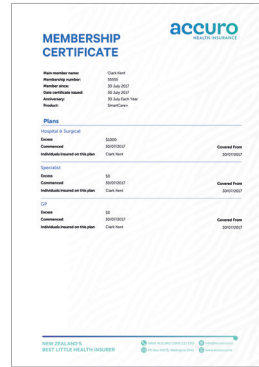 accuro
HEALTH INSURANCE
MEMBERSHIP
CERTIFICATE
Main member name: Clark Kent
Membership number: 55555
Member since: 30 July 2017
Date certificate issued: 30 July 2017
Anniversary: 30 July Each Year
Product: SmartCare+
Plans
Hospital & Surgical
Excess $1000
Commenced 30/07/2017 Covered From
Individuals insured on this plan Clark Kent 30/07/2017
Specialist
Excess $0
Commenced 30/07/2017 Covered From
Individuals insured on this plan Clark Kent 30/07/2017
GP
Excess $0
Commenced 30/07/2017 Covered From
Individuals insured on this plan Clark Kent 30/07/2017
NEW ZEALAND'S
BEST LITTLE HEALTH INSURER